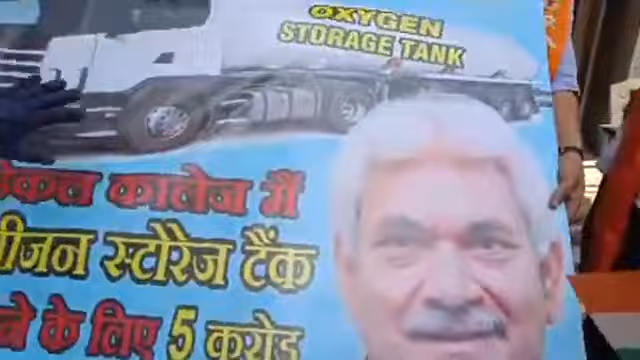 OXYGEN
STORAGE TANK
कालेज में
स्टोरैज टैंक
के लिए 5 करोड़